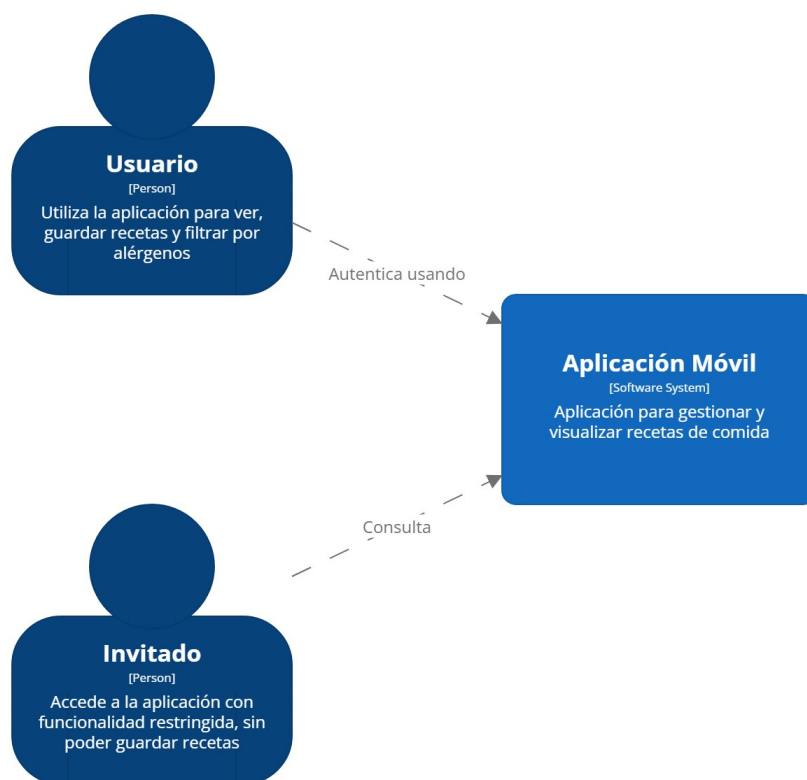 Usuario
[Person]
Utiliza la aplicación para ver,
guardar recetas y filtrar por
alérgenos
Autentica usando
Aplicación Móvil
[Software System]
Aplicación para gestionar y
visualizar recetas de comida
Consulta
Invitado
[Person]
Accede a la aplicación con
funcionalidad restringida, sin
poder guardar recetas